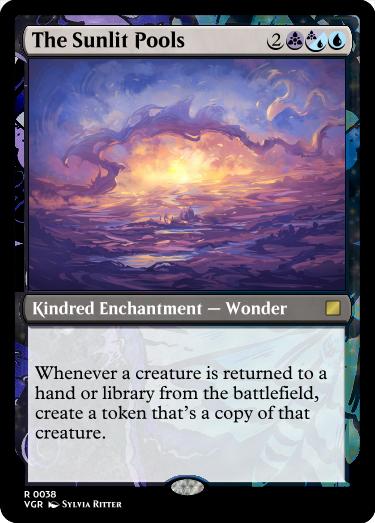 The Sunlit Pools 2
Kindred Enchantment — Wonder
Whenever a creature is returned to a
hand or library from the battlefield,
create a token that's a copy of that
creature.
R 0038
VGR Sylvia Ritter